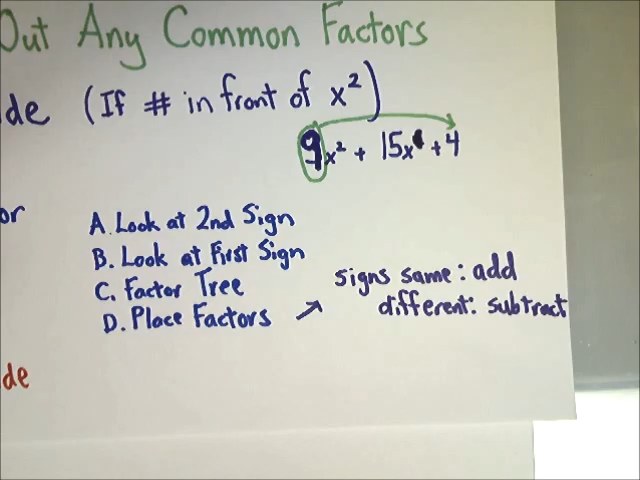 Out Any Common Factors
de (If # in front of x²)
9x² + 15x + 4
or
A. Look at 2nd Sign
B. Look at First Sign
C. Factor Tree
D. Place Factors
signs same: add
different: subtract
de